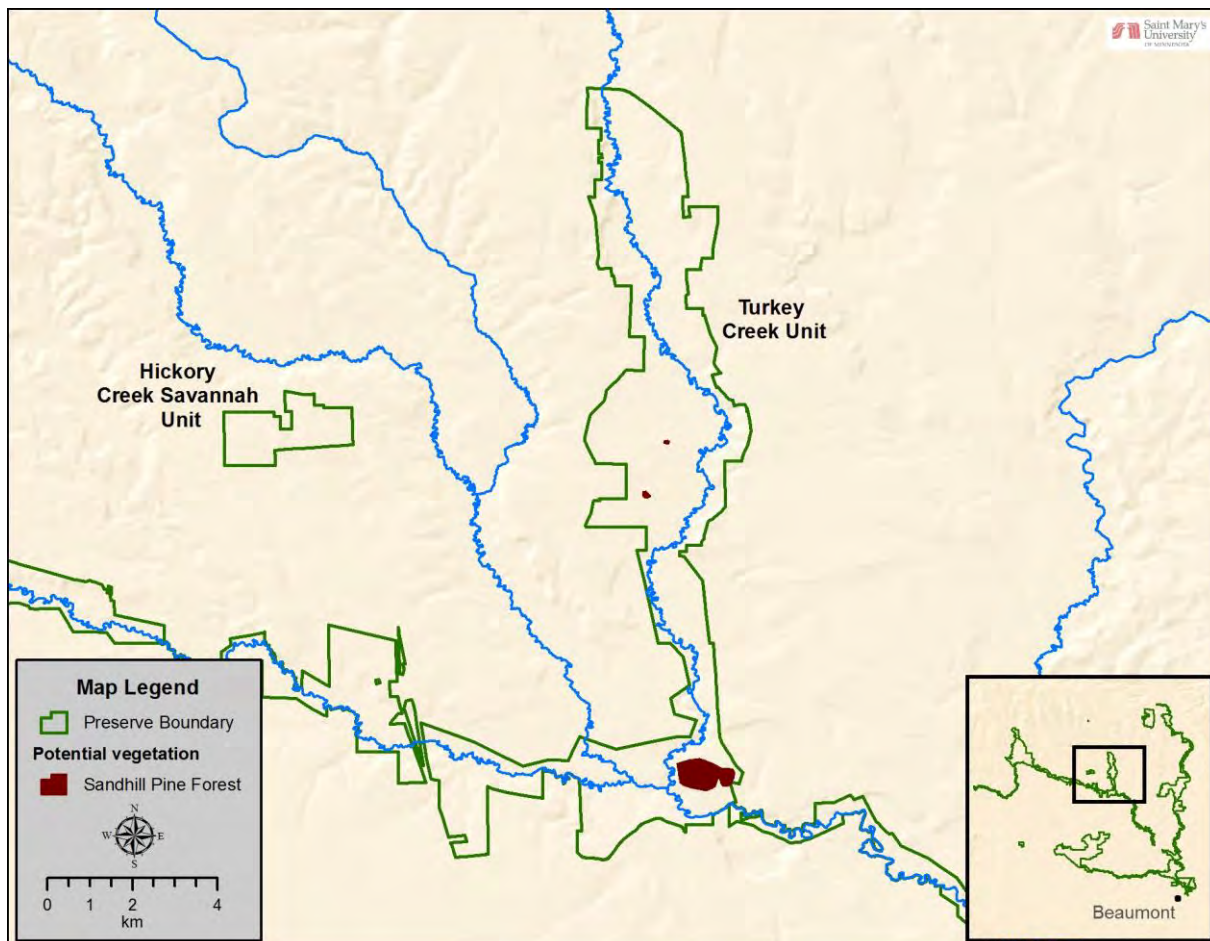 Saint Mary's
University
OF MINNESOTA
Turkey
Creek Unit
Hickory
Creek Savannah
Unit
Map Legend
Preserve Boundary
Potential vegetation
Sandhill Pine Forest
N
W E
S
0 1 2 4
km
Beaumont